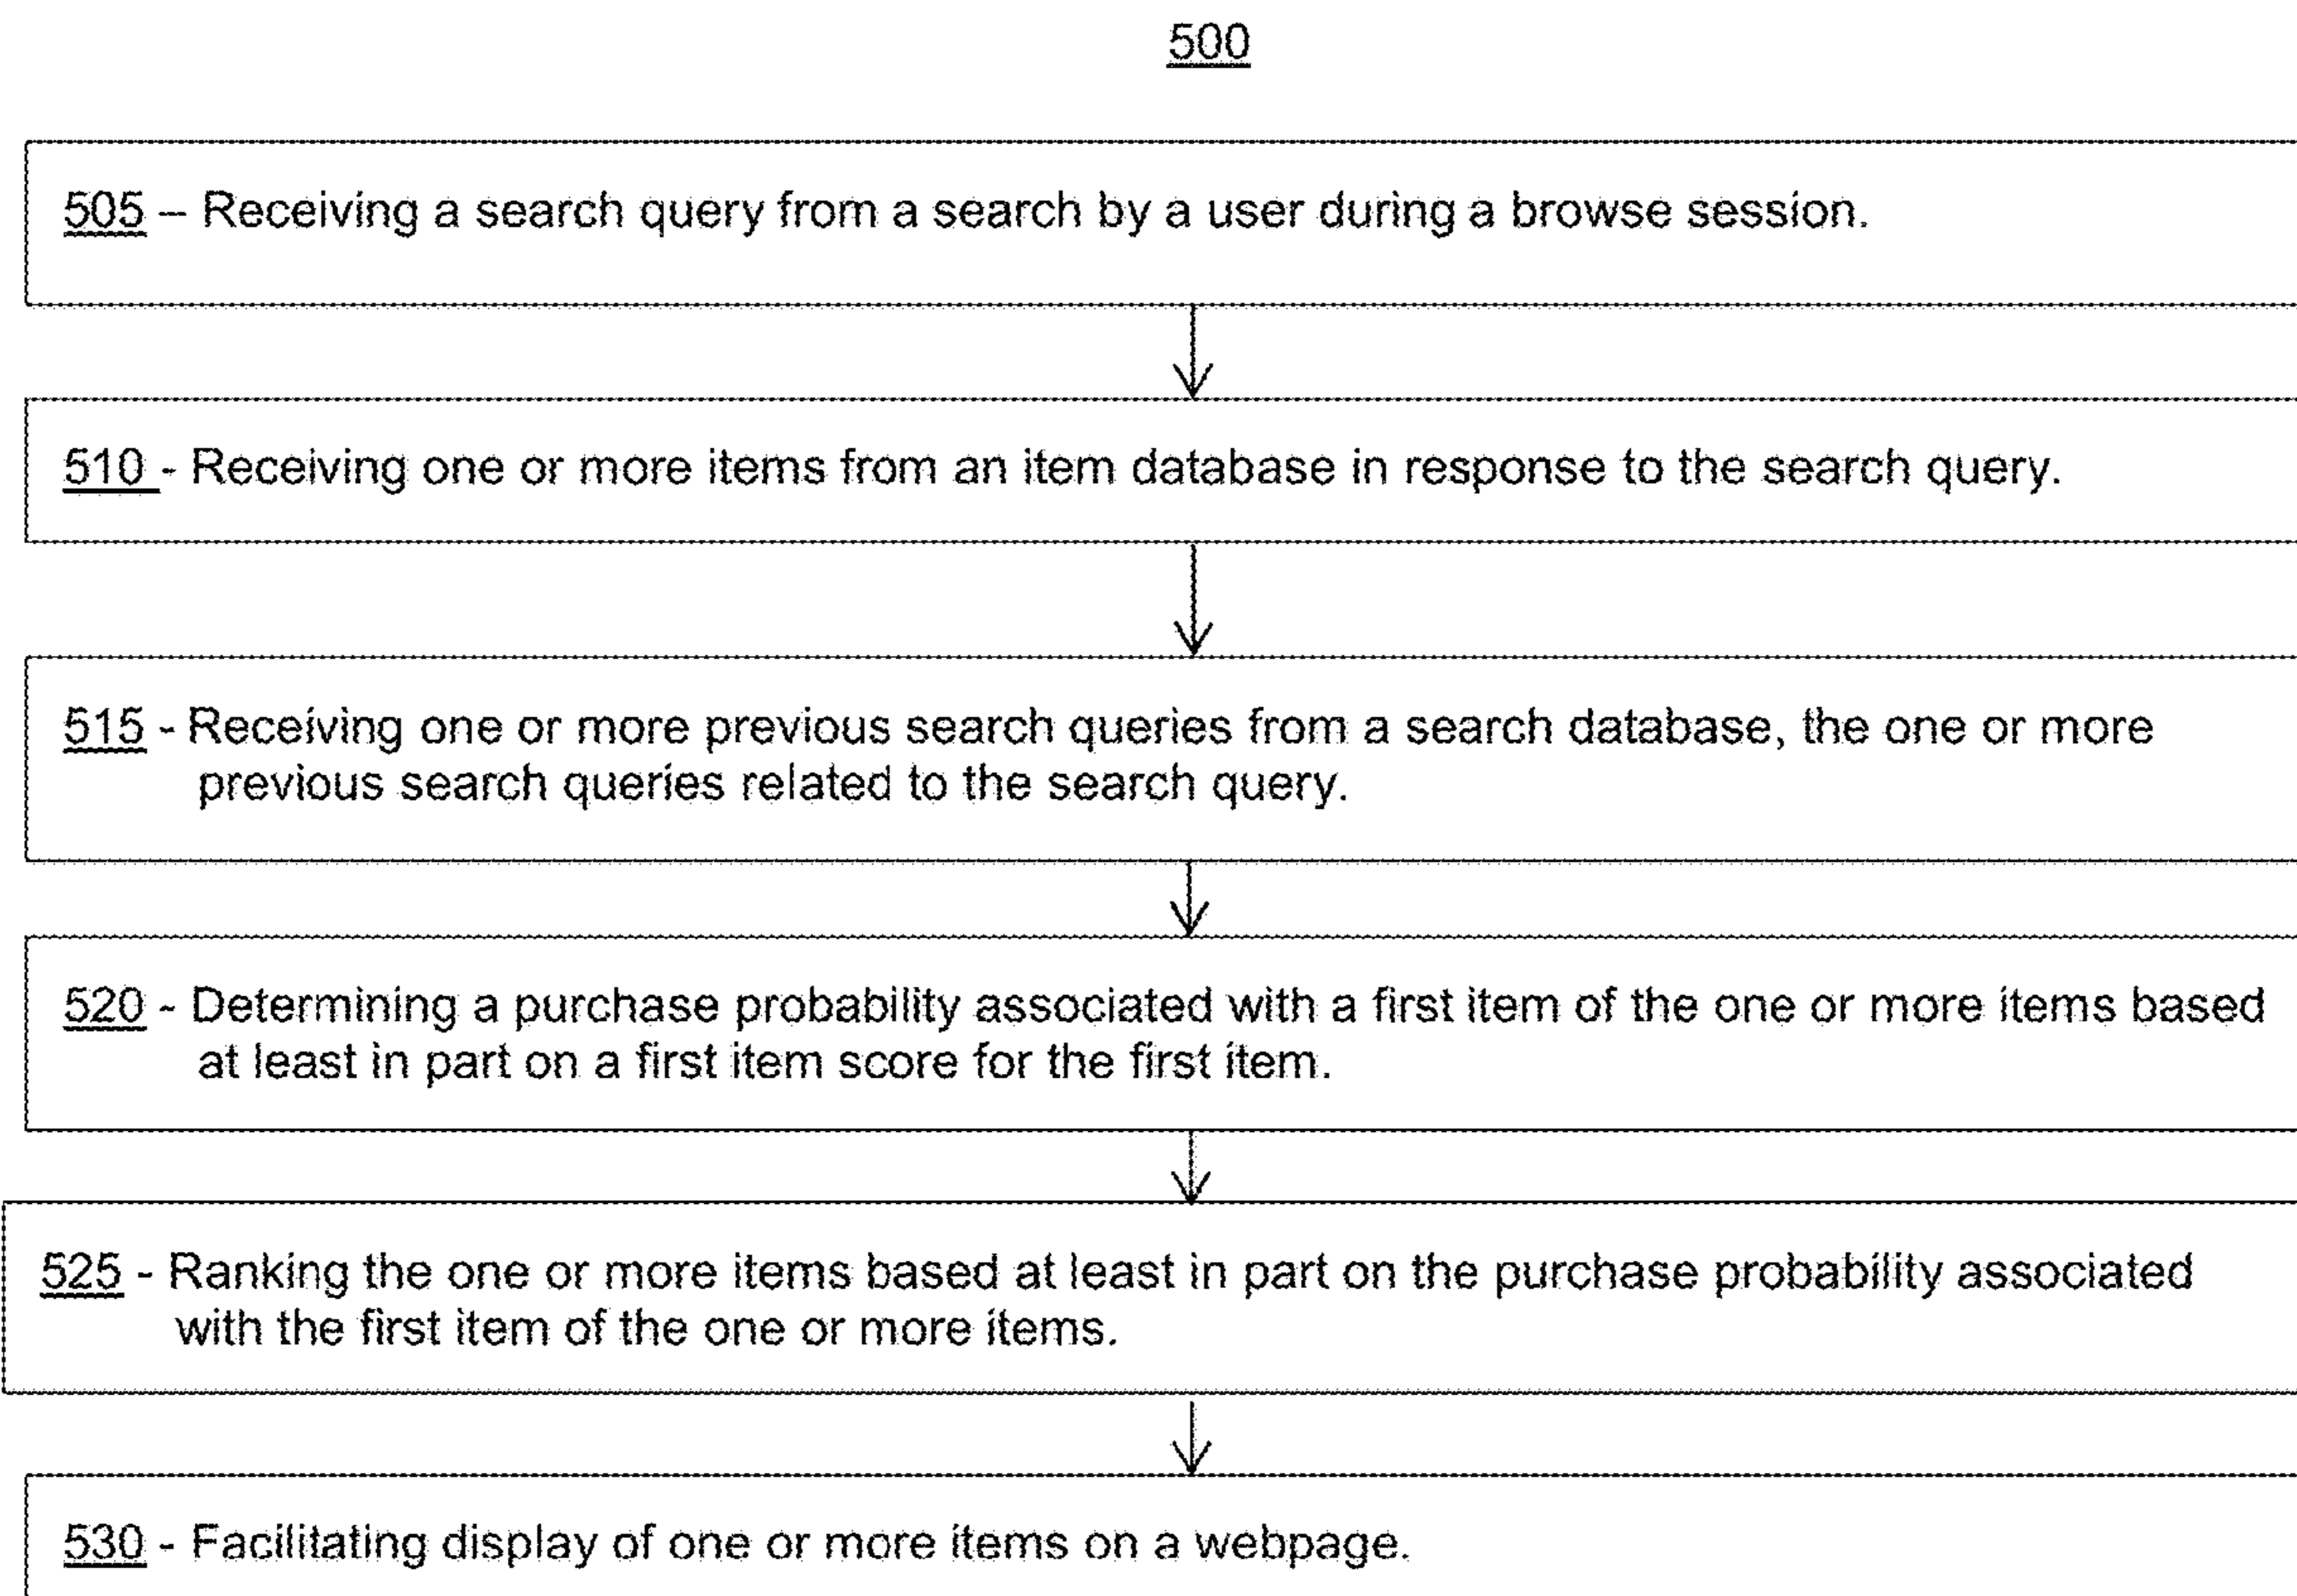 500
505 – Receiving a search query from a search by a user during a browse session.
510 - Receiving one or more items from an item database in response to the search query.
515 - Receiving one or more previous search queries from a search database, the one or more
previous search queries related to the search query.
520 - Determining a purchase probability associated with a first item of the one or more items based
at least in part on a first item score for the first item.
525 - Ranking the one or more items based at least in part on the purchase probability associated
with the first item of the one or more items.
530 - Facilitating display of one or more items on a webpage.